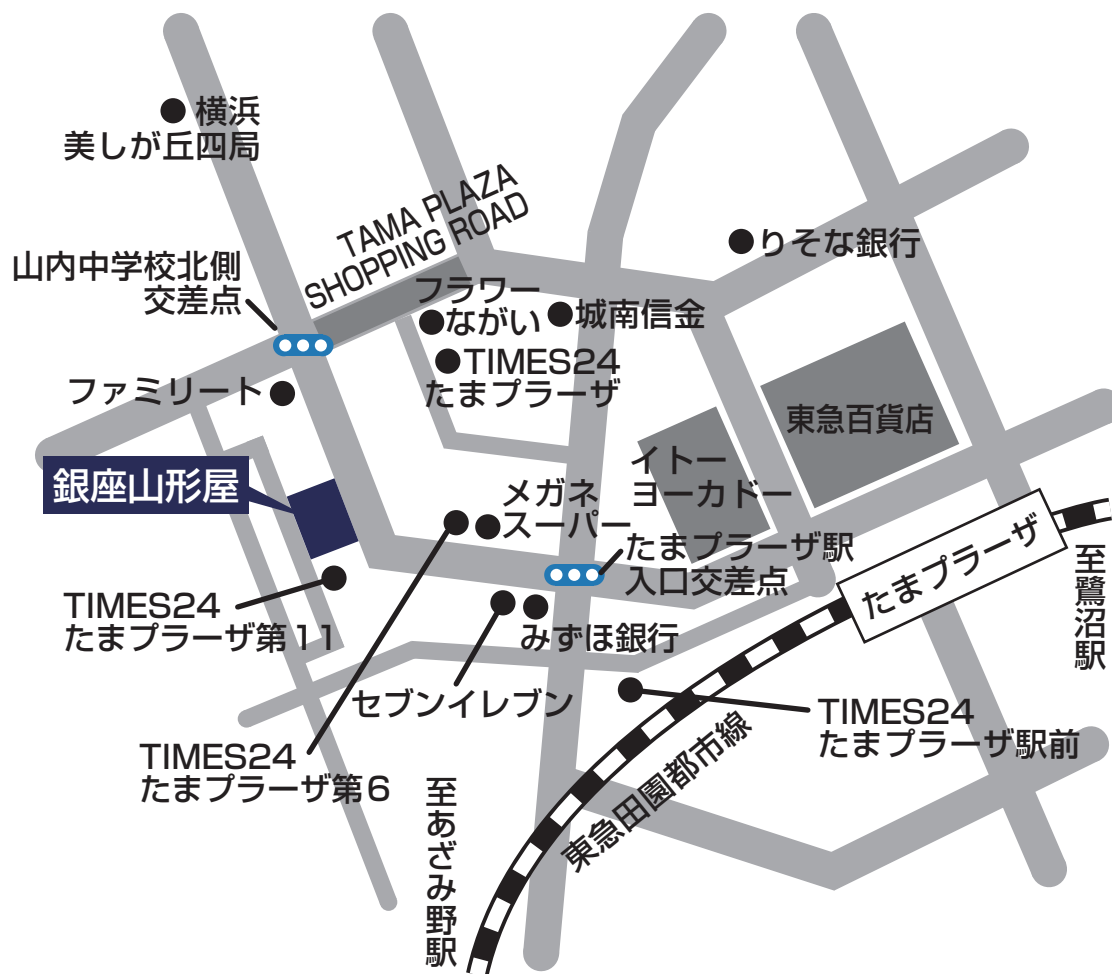 横浜
美しが丘四局
TAMA PLAZA
SHOPPING ROAD
山内中学校北側
交差点
りそな銀行
フラワー
ながい
城南信金
TIMES24
たまプラーザ
ファミリート
東急百貨店
イトー
ヨーカドー
銀座山形屋
メガネ
スーパー
たまプラーザ駅
入口交差点
たまプラーザ
至鷺沼駅
TIMES24
たまプラーザ第11
みずほ銀行
セブンイレブン
TIMES24
たまプラーザ駅前
TIMES24
たまプラーザ第6
東急田園都市線
至あざみ野駅